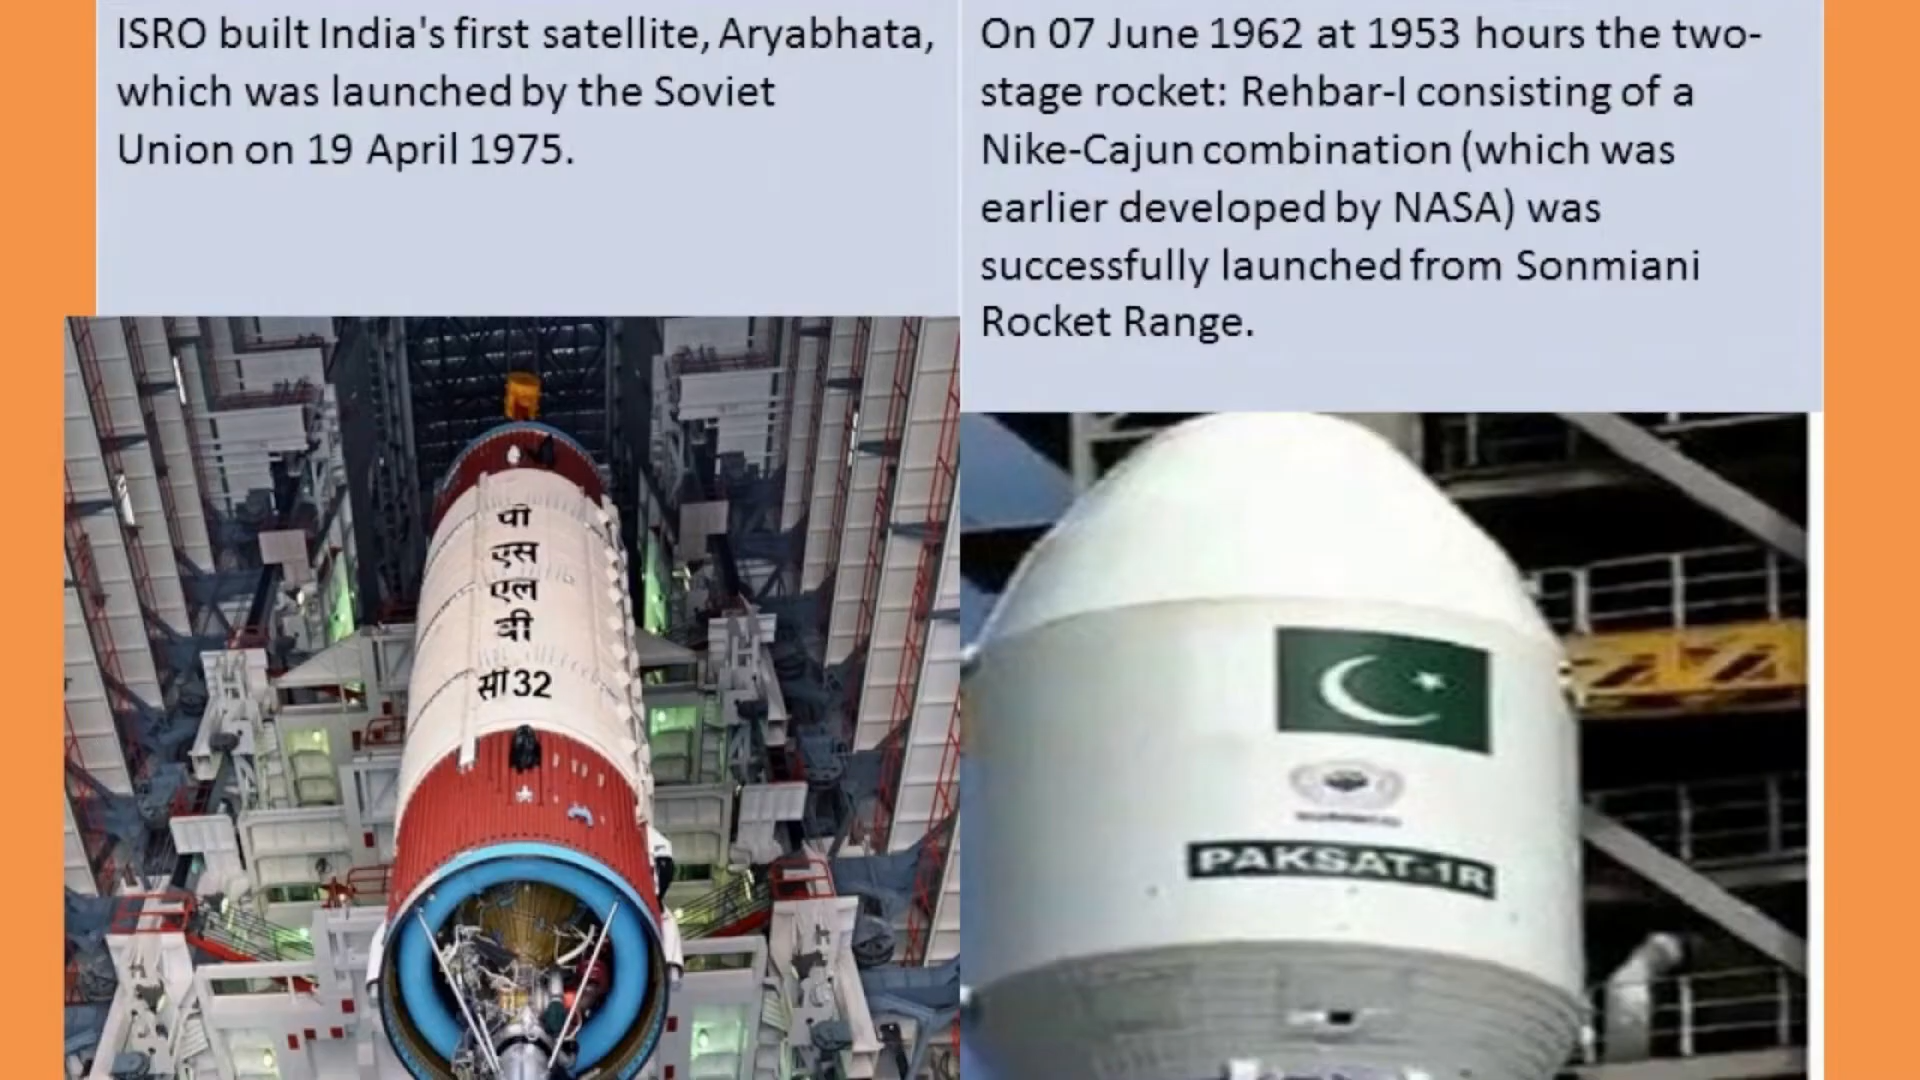 ISRO built India's first satellite, Aryabhata,
which was launched by the Soviet
Union on 19 April 1975.
On 07 June 1962 at 1953 hours the two-
stage rocket: Rehbar-I consisting of a
Nike-Cajun combination (which was
earlier developed by NASA) was
successfully launched from Sonmiani
Rocket Range.
पी
एस
एल
वी
सी 32
PAKSAT-1R